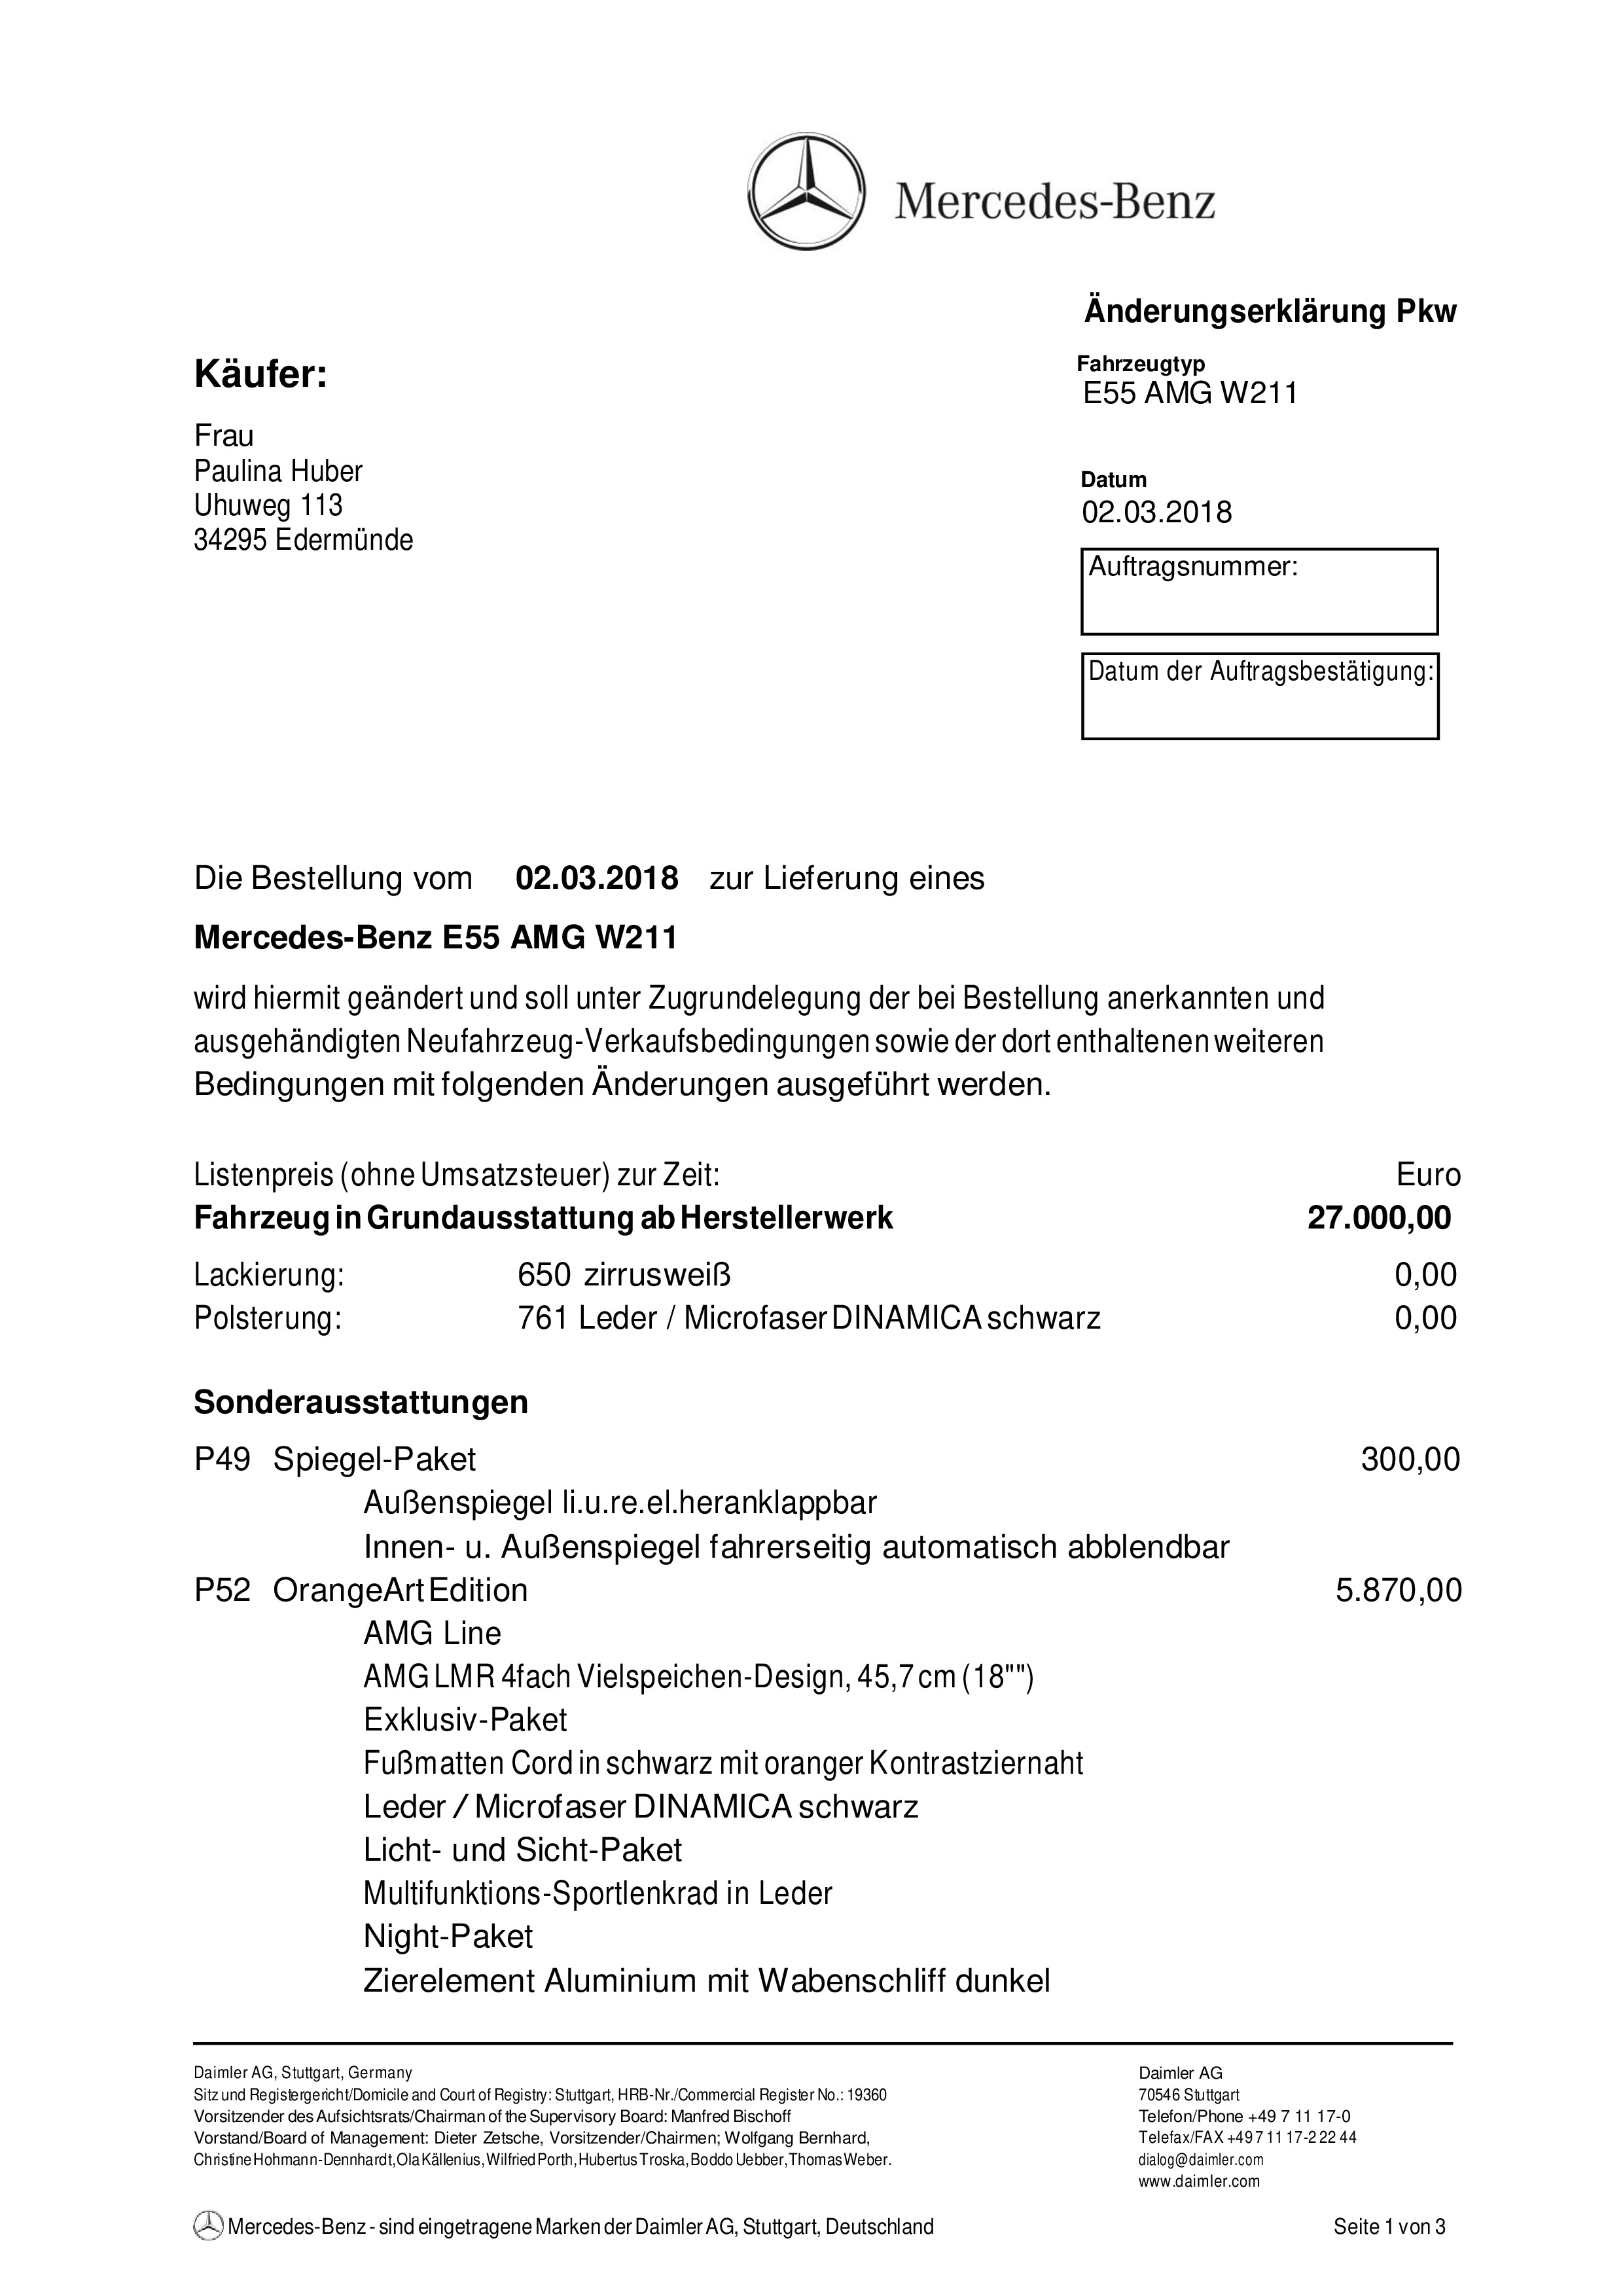 Mercedes-Benz
Änderungserklärung Pkw
Käufer:
Fahrzeugtyp
E55 AMG W211
Frau
Paulina Huber
Uhuweg 113
34295 Edermünde
Datum
02.03.2018
Auftragsnummer:
Datum der Auftragsbestätigung:
Die Bestellung vom 02.03.2018 zur Lieferung eines
Mercedes-Benz E55 AMG W211
wird hiermit geändert und soll unter Zugrundelegung der bei Bestellung anerkannten und
ausgehändigten Neufahrzeug-Verkaufsbedingungen sowie der dort enthaltenen weiteren
Bedingungen mit folgenden Änderungen ausgeführt werden.
Listenpreis (ohne Umsatzsteuer) zur Zeit: Euro
Fahrzeug in Grundausstattung ab Herstellerwerk 27.000,00
Lackierung: 650 zirrusweiß 0,00
Polsterung: 761 Leder / Microfaser DINAMICA schwarz 0,00
Sonderausstattungen
P49 Spiegel-Paket 300,00
Außenspiegel li.u.re.el.heranklappbar
Innen- u. Außenspiegel fahrerseitig automatisch abblendbar
P52 OrangeArt Edition 5.870,00
AMG Line
AMG LMR 4fach Vielspeichen-Design, 45,7 cm (18"")
Exklusiv-Paket
Fußmatten Cord in schwarz mit oranger Kontrastziernaht
Leder / Microfaser DINAMICA schwarz
Licht- und Sicht-Paket
Multifunktions-Sportlenkrad in Leder
Night-Paket
Zierelement Aluminium mit Wabenschliff dunkel
Daimler AG, Stuttgart, Germany
Sitz und Registergericht/Domicile and Court of Registry: Stuttgart, HRB-Nr./Commercial Register No.: 19360
Vorsitzender des Aufsichtsrats/Chairman of the Supervisory Board: Manfred Bischoff
Vorstand/Board of Management: Dieter Zetsche, Vorsitzender/Chairmen; Wolfgang Bernhard,
Christine Hohmann-Dennhardt, Ola Källenius, Wilfried Porth, Hubertus Troska, Boddo Uebber, Thomas Weber.
Daimler AG
70546 Stuttgart
Telefon/Phone +49 7 11 17-0
Telefax/FAX +49 7 11 17-2 22 44
dialog@daimler.com
www.daimler.com
Mercedes-Benz - sind eingetragene Marken der Daimler AG, Stuttgart, Deutschland Seite 1 von 3